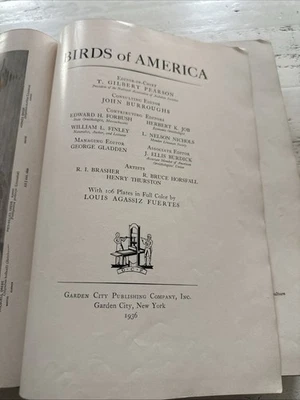 BIRDS OF AMERICA
EDITOR-IN-CHIEF
T. GILBERT PEARSON
CONSULTING EDITOR
JOHN BURROUGHS
CONTRIBUTING EDITORS
EDWARD H. FORBUSH
HERBERT K. JOB
WILLIAM L. FINLEY
L. NELSON NICHOLS
MANAGING EDITOR
GEORGE GLADDEN
ASSOCIATE EDITOR
J. ELLIS BURDICK
ARTISTS
R. I. BRASHER
R. BRUCE HORSFALL
HENRY THURSTON
WITH 106 PLATES IN FULL COLOR BY
LOUIS AGASSIZ FUERTES
GARDEN CITY PUBLISHING COMPANY, INC.
GARDEN CITY, NEW YORK
1936